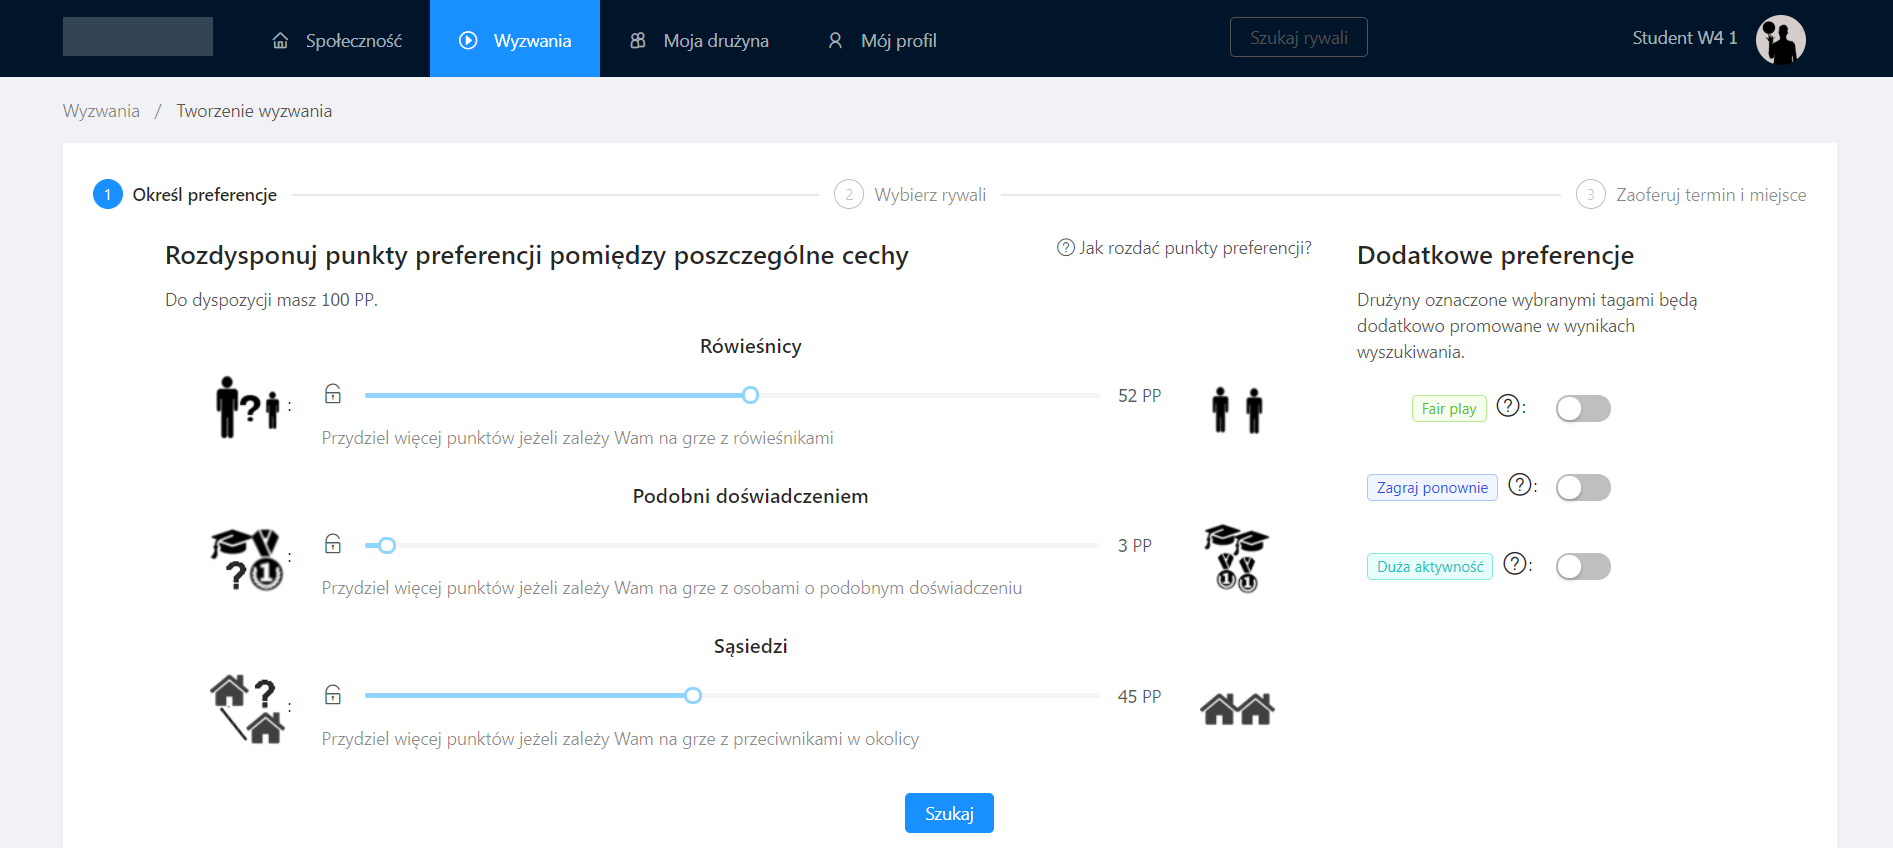 Społeczność
Wyzwania
Moja drużyna
Mój profil
Szukaj rywali
Student W4 1
Wyzwania / Tworzenie wyzwania
1 Określ preferencje
2 Wybierz rywali
3 Zaoferuj termin i miejsce
Rozdysponuj punkty preferencji pomiędzy poszczególne cechy
Jak rozdać punkty preferencji?
Do dyspozycji masz 100 PP.
Rówieśnicy
:
52 PP
Przydziel więcej punktów jeżeli zależy Wam na grze z rówieśnikami
Podobni doświadczeniem
:
3 PP
Przydziel więcej punktów jeżeli zależy Wam na grze z osobami o podobnym doświadczeniu
Sąsiedzi
:
45 PP
Przydziel więcej punktów jeżeli zależy Wam na grze z przeciwnikami w okolicy
Szukaj
Dodatkowe preferencje
Drużyny oznaczone wybranymi tagami będą
dodatkowo promowane w wynikach
wyszukiwania.
Fair play ?:
Zagraj ponownie ?:
Duża aktywność ?: